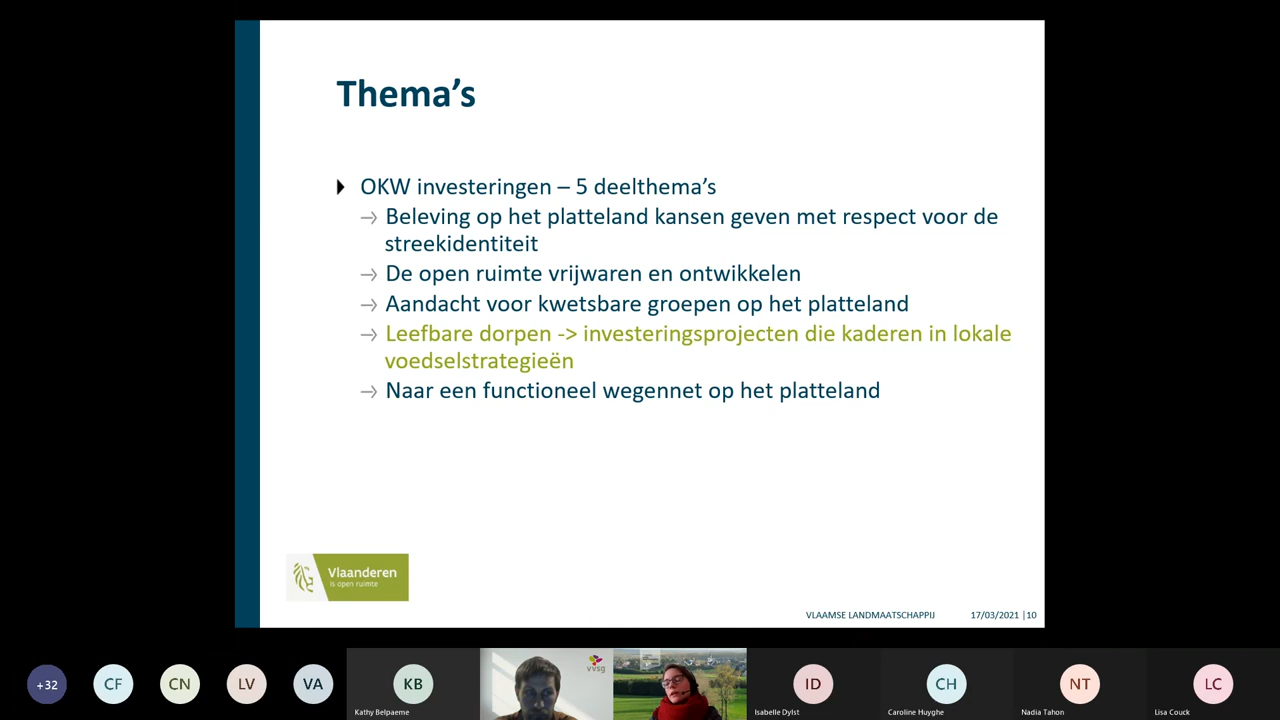 Thema's
OKW investeringen – 5 deelthema's
Beleving op het platteland kansen geven met respect voor de
streekidentiteit
De open ruimte vrijwaren en ontwikkelen
Aandacht voor kwetsbare groepen op het platteland
Leefbare dorpen -> investeringsprojecten die kaderen in lokale
voedselstrategieën
Naar een functioneel wegennet op het platteland
Vlaanderen
is open ruimte
VLAAMSE LANDMAATSCHAPPIJ 17/03/2021 |10
vvsg
+32 CF CN LV VA KB ID CH NT LC
Kathy Belpaeme Isabelle Dylst Caroline Huyghe Nadia Tahon Lisa Couck